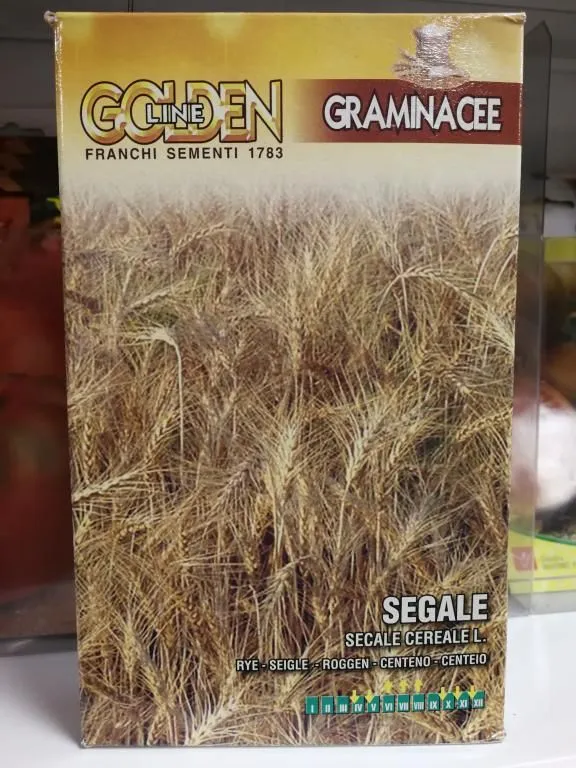 GOLDEN
LINE
GRAMINACEE
FRANCHI SEMENTI 1783
SEGALE
SECALE CEREALE L.
RYE - SEIGLE - ROGGEN - CENTENO - CENTEIO
I II III IV V VI VII VIII IX X XI XII